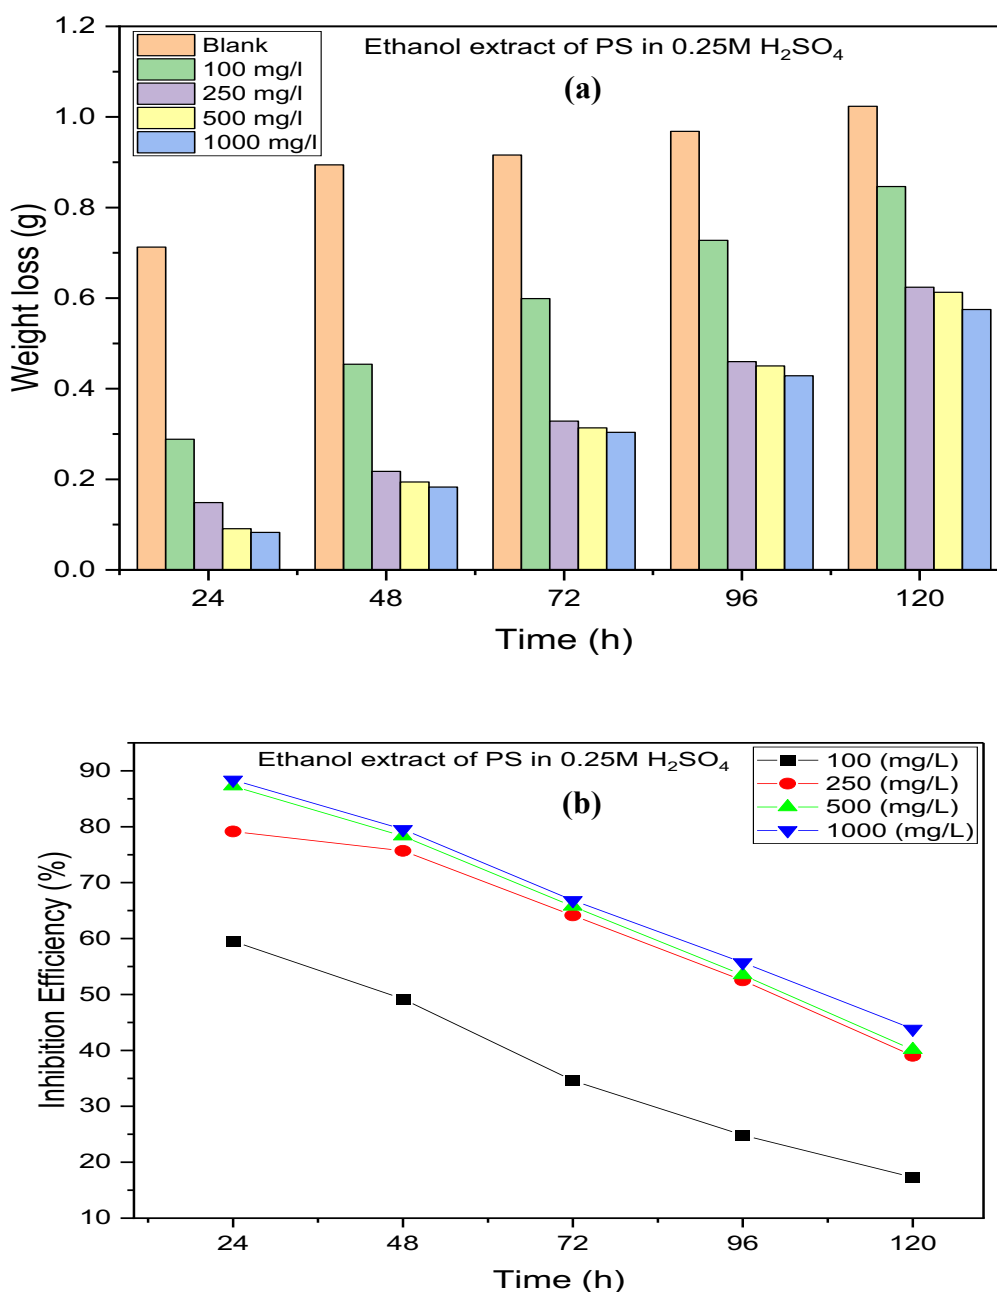 Ethanol extract of PS in 0.25M H₂SO₄
(a)
Blank
100 mg/l
250 mg/l
500 mg/l
1000 mg/l
Weight loss (g)
1.2
1.0
0.8
0.6
0.4
0.2
0.0
24 48 72 96 120
Time (h)
Ethanol extract of PS in 0.25M H₂SO₄
(b)
100 (mg/L)
250 (mg/L)
500 (mg/L)
1000 (mg/L)
Inhibition Efficiency (%)
90
80
70
60
50
40
30
20
10
24 48 72 96 120
Time (h)